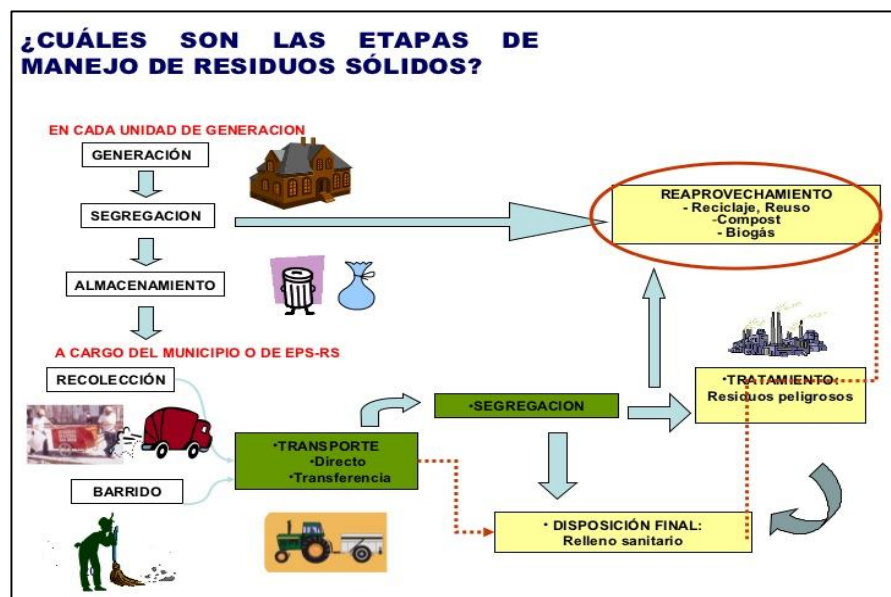 ¿CUÁLES SON LAS ETAPAS DE
MANEJO DE RESIDUOS SÓLIDOS?
EN CADA UNIDAD DE GENERACION
GENERACIÓN
SEGREGACION
ALMACENAMIENTO
REAPROVECHAMIENTO
- Reciclaje, Reuso
-Compost
- Biogás
A CARGO DEL MUNICIPIO O DE EPS-RS
RECOLECCIÓN
BARRIDO
•TRANSPORTE
•Directo
•Transferencia
•SEGREGACION
•TRATAMIENTO:
Residuos peligrosos
• DISPOSICIÓN FINAL:
Relleno sanitario